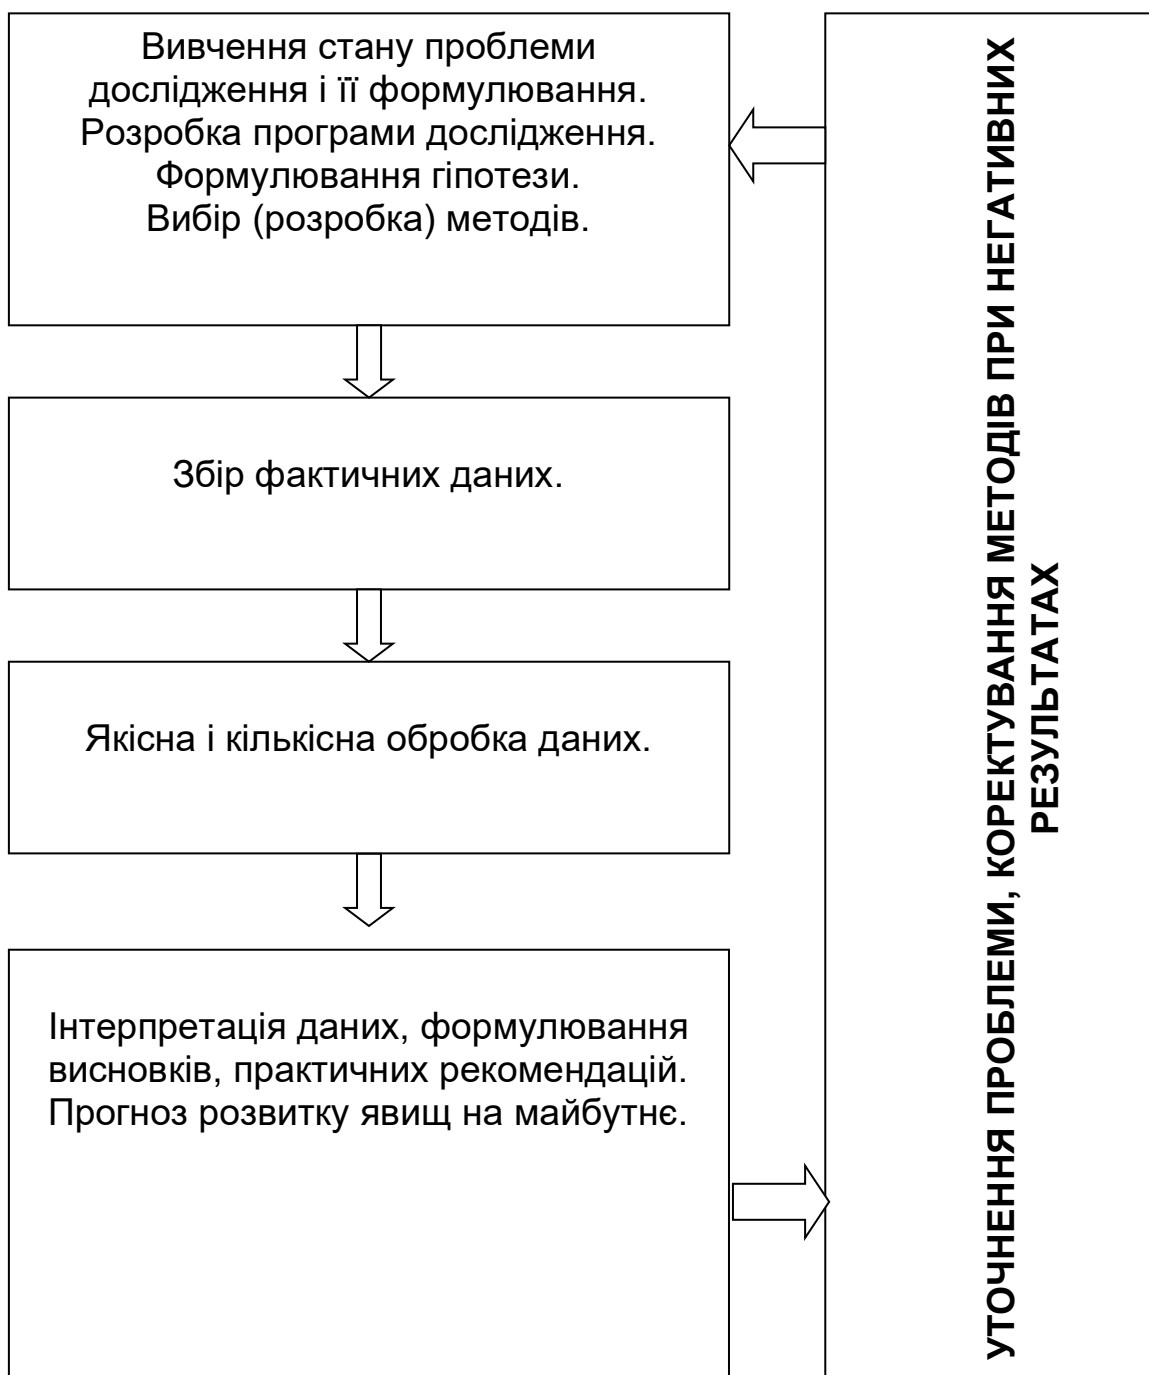 Вивчення стану проблеми
дослідження і її формулювання.
Розробка програми дослідження.
Формулювання гіпотези.
Вибір (розробка) методів.
Збір фактичних даних.
Якісна і кількісна обробка даних.
Інтерпретація даних, формулювання
висновків, практичних рекомендацій.
Прогноз розвитку явищ на майбутнє.
УТОЧНЕННЯ ПРОБЛЕМИ, КОРЕКТУВАННЯ МЕТОДІВ ПРИ НЕГАТИВНИХ
РЕЗУЛЬТАТАХ